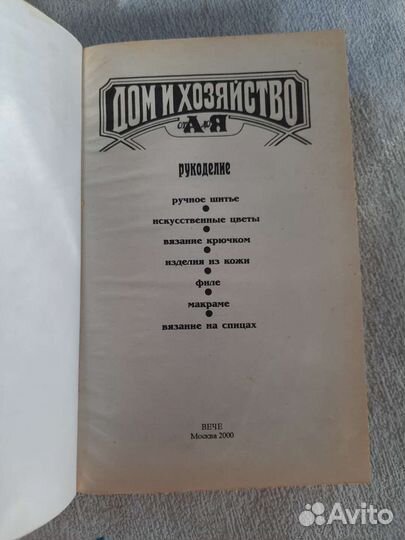 ДОМ И ХОЗЯЙСТВО
от А до Я
рукоделие
ручное шитье
искусственные цветы
вязание крючком
изделия из кожи
филе
макраме
вязание на спицах
ВЕЧЕ
Москва 2000
Avito